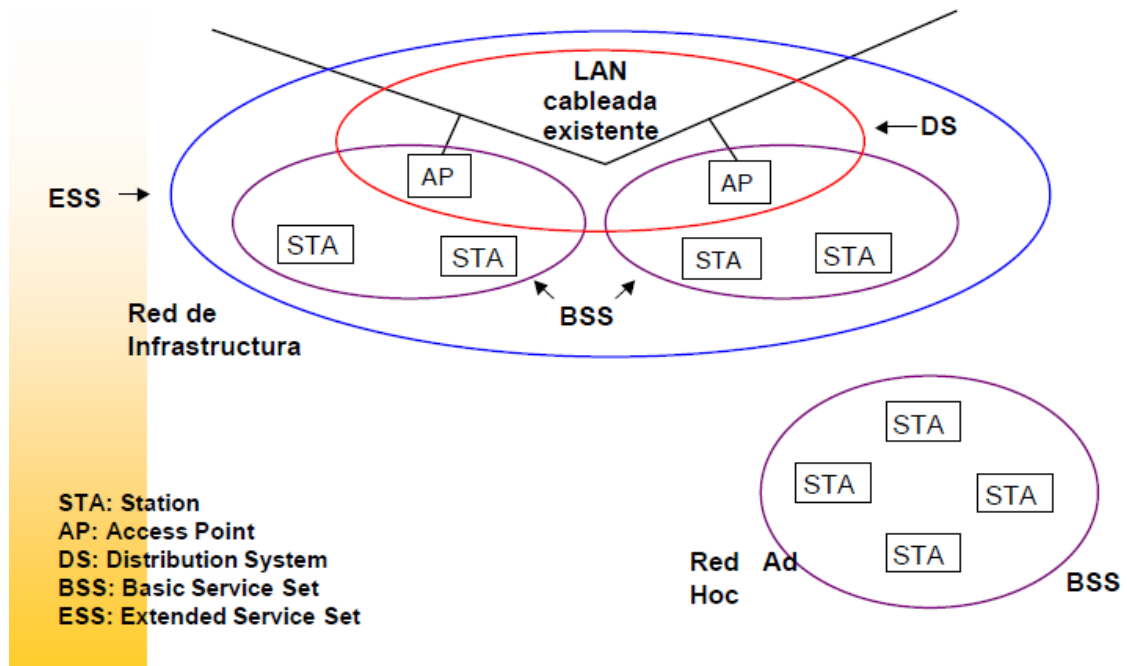 LAN
cableada
existente
DS
AP
AP
ESS
STA
STA
STA
STA
BSS
Red de
Infrastructura
STA
STA
STA
STA
Red Ad
Hoc
BSS
STA: Station
AP: Access Point
DS: Distribution System
BSS: Basic Service Set
ESS: Extended Service Set